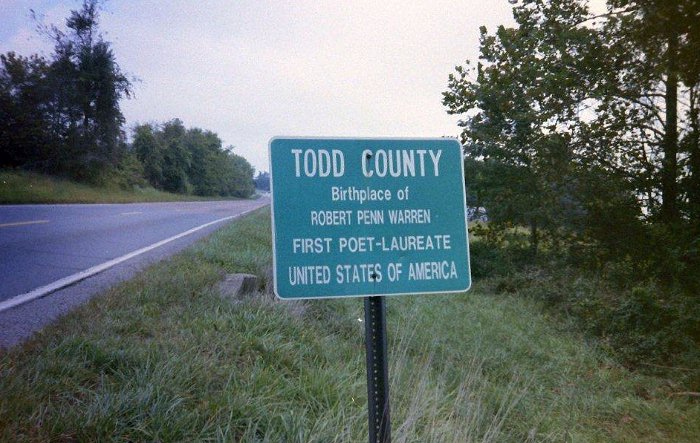 TODD COUNTY
Birthplace of
ROBERT PENN WARREN
FIRST POET-LAUREATE
UNITED STATES OF AMERICA